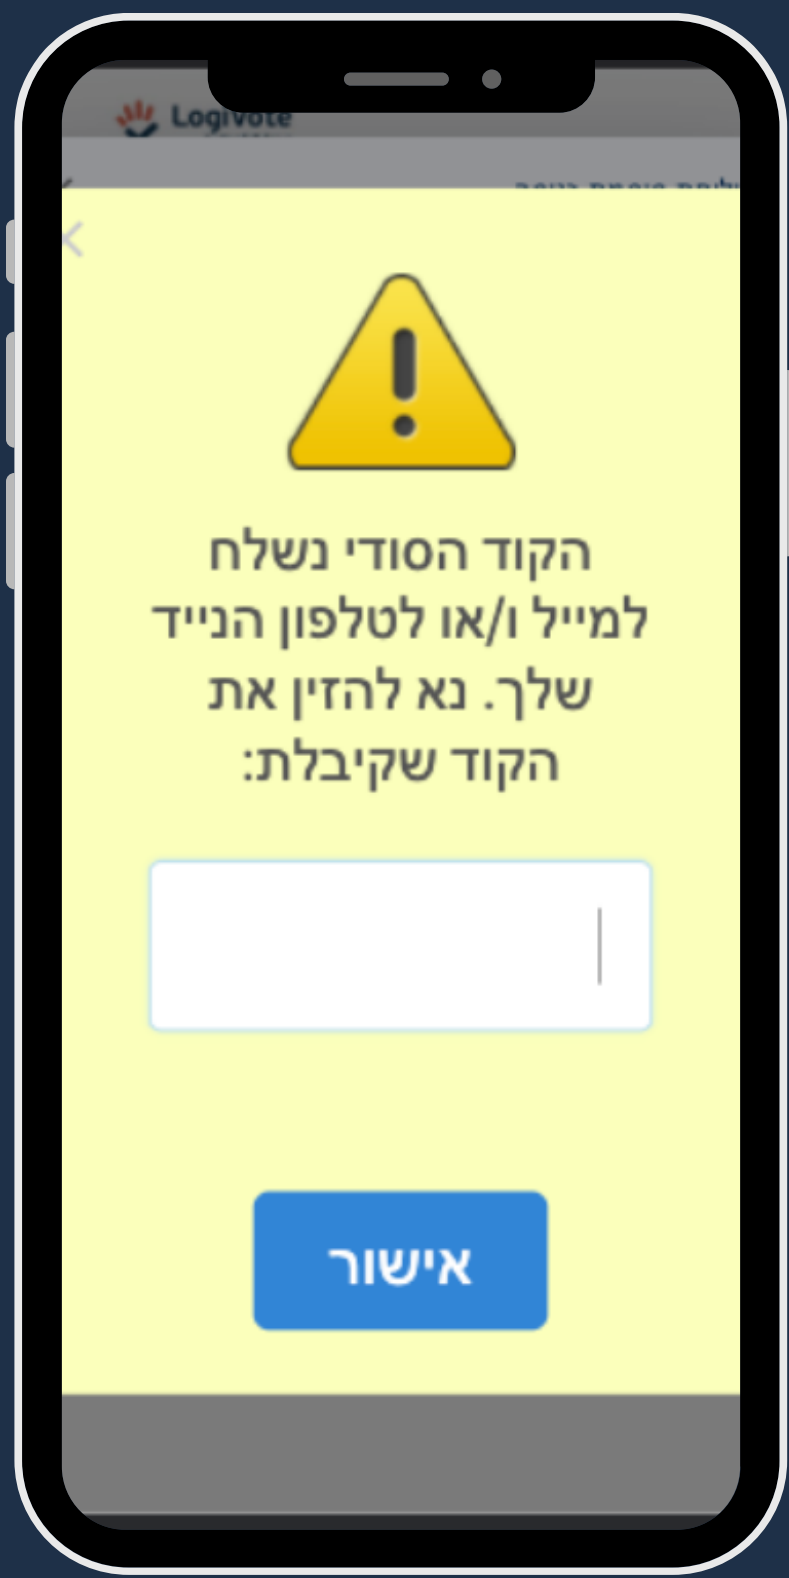 LogiVote
הקוד הסודי נשלח
למייל ו/או לטלפון הנייד
שלך. נא להזין את
הקוד שקיבלת:
אישור